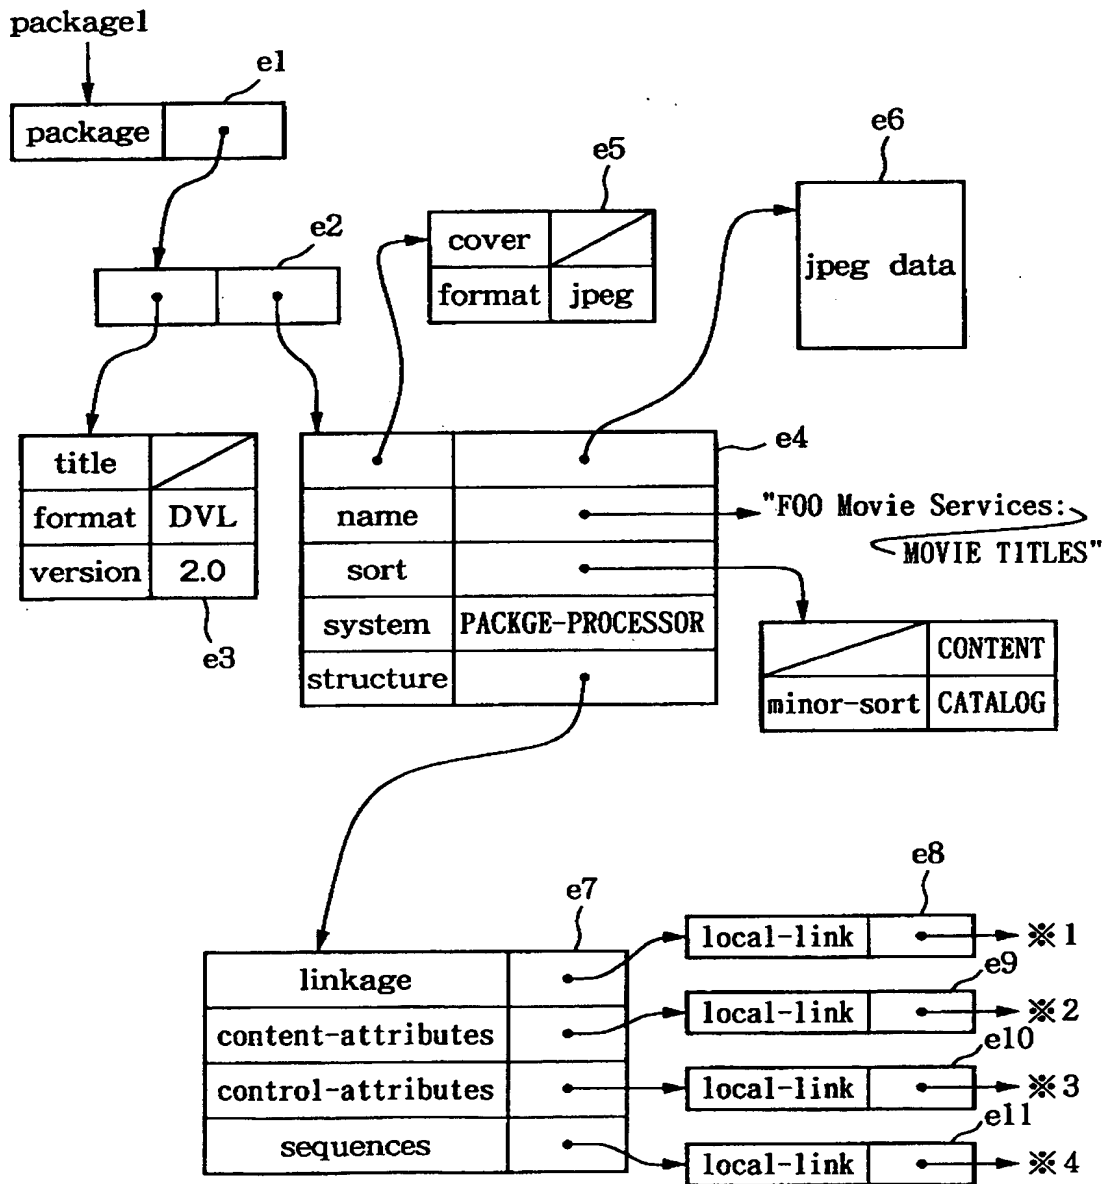 package1
e1
package
e5
e6
e2
cover
format jpeg
jpeg data
e4
title
format DVL
version 2.0
e3
name
sort
system PACKGE-PROCESSOR
structure
"FOO Movie Services:
MOVIE TITLES"
CONTENT
minor-sort CATALOG
e7
e8
linkage
local-link ※1
e9
content-attributes
local-link ※2
e10
control-attributes
local-link ※3
e11
sequences
local-link ※4